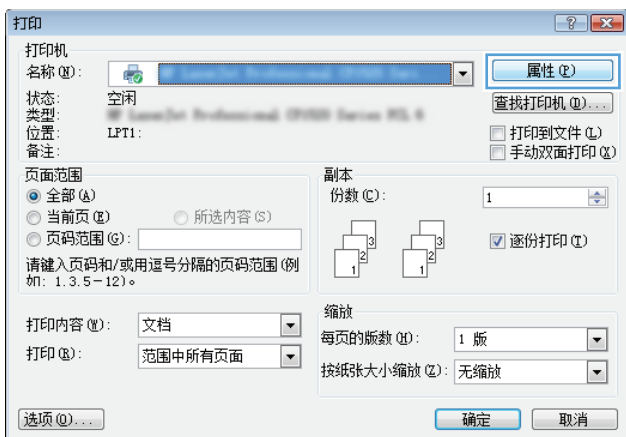 打印
打印机
名称(N):
属性(P)
状态: 空闲
查找打印机(D)...
类型:
位置: LPT1:
打印到文件(L)
备注:
手动双面打印(X)
页面范围
全部(A)
当前页(E) 所选内容(S)
页码范围(G):
请键入页码和/或用逗号分隔的页码范围(例
如: 1.3.5-12)。
副本
份数(C): 1
3 3
2 2
1 1
逐份打印(T)
打印内容(W): 文档
打印(R): 范围中所有页面
缩放
每页的版数(H): 1 版
按纸张大小缩放(Z): 无缩放
选项(O)... 确定 取消